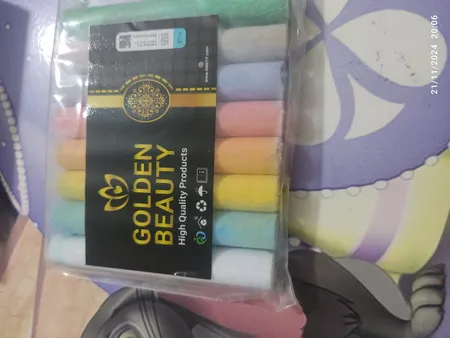 GOLDEN
BEAUTY
High Quality Products
21/11/2024 20:06